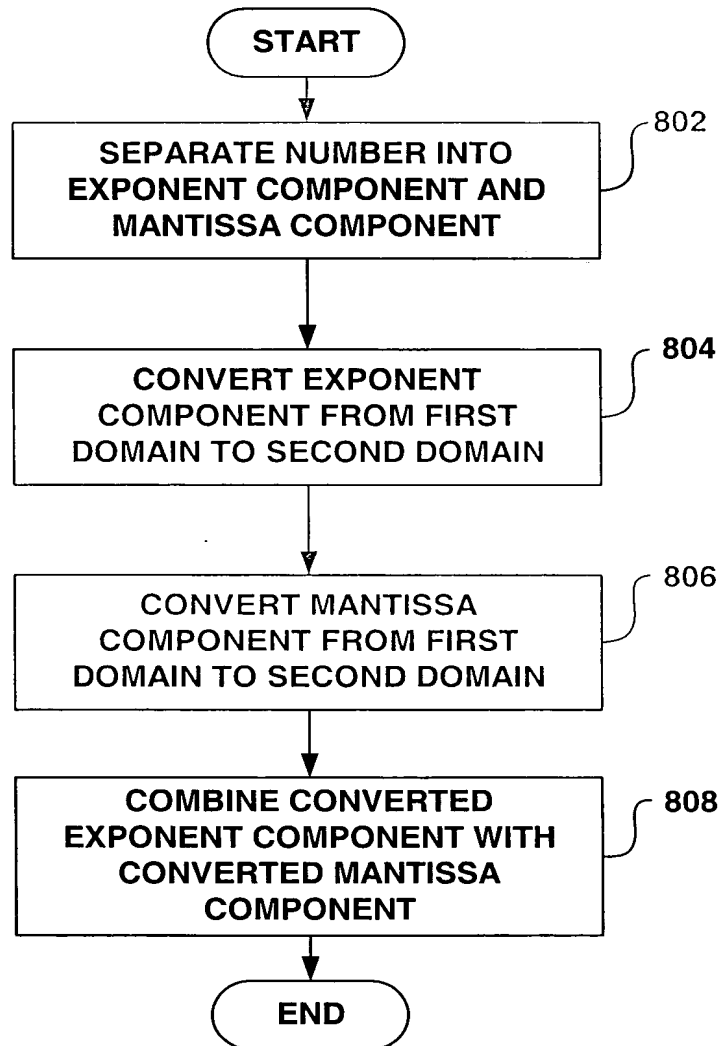 START
802
SEPARATE NUMBER INTO
EXPONENT COMPONENT AND
MANTISSA COMPONENT
804
CONVERT EXPONENT
COMPONENT FROM FIRST
DOMAIN TO SECOND DOMAIN
806
CONVERT MANTISSA
COMPONENT FROM FIRST
DOMAIN TO SECOND DOMAIN
808
COMBINE CONVERTED
EXPONENT COMPONENT WITH
CONVERTED MANTISSA
COMPONENT
END